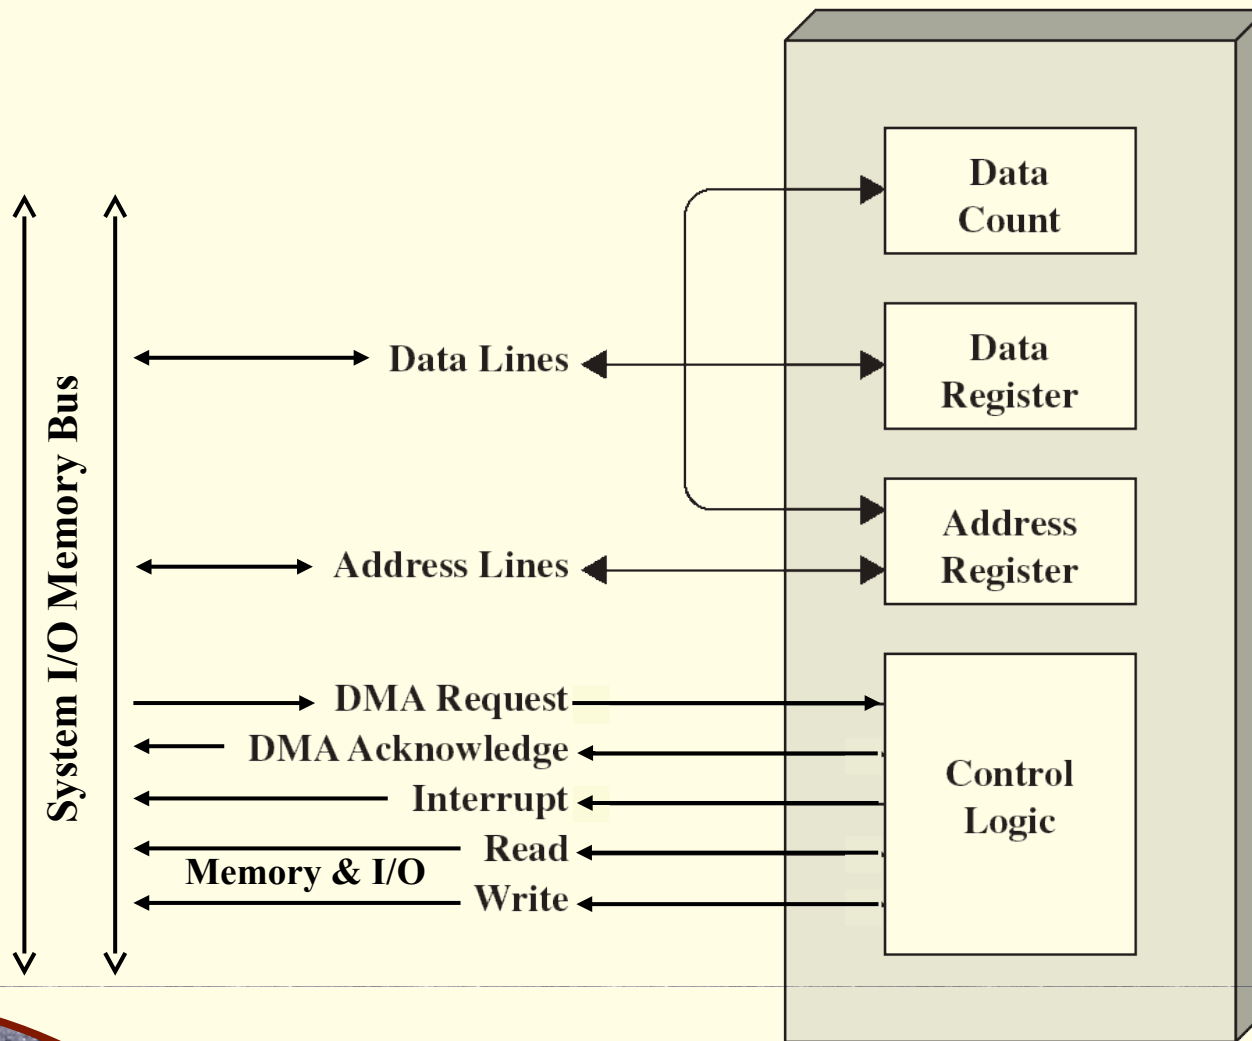 Data
Count
Data Lines
Data
Register
System I/O Memory Bus
Address Lines
Address
Register
DMA Request
DMA Acknowledge
Interrupt
Read
Memory & I/O
Write
Control
Logic